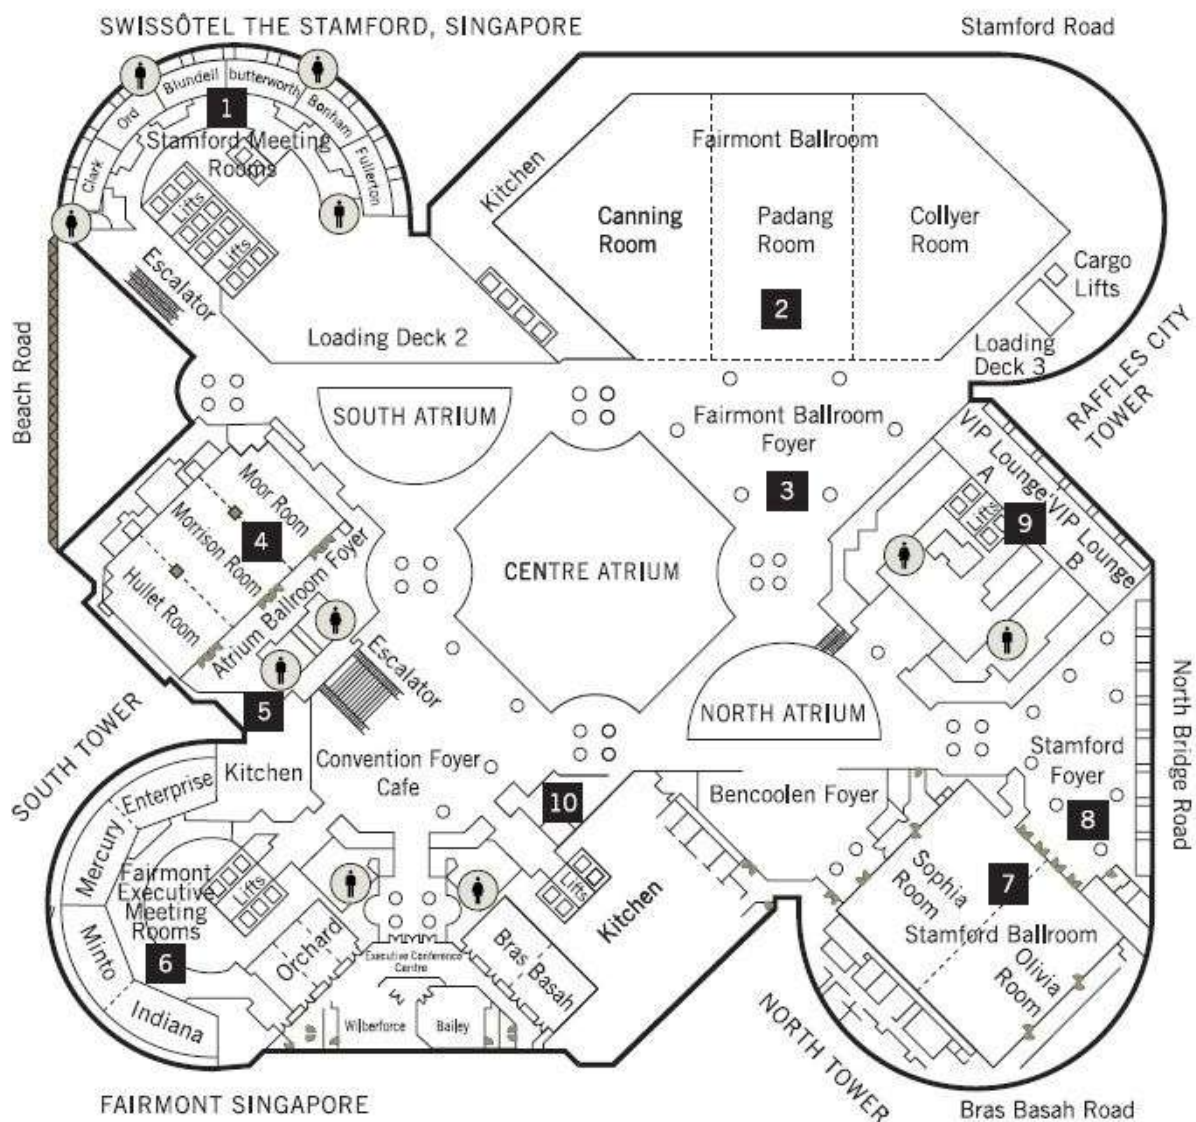 SWISSÔTEL THE STAMFORD, SINGAPORE
Stamford Road
Blundell
butterworth
Ord
Bonham
1
Stamford Meeting
Rooms
Clark
Fullerton
Lifts
Lifts
Escalator
Kitchen
Fairmont Ballroom
Canning
Room
Padang
Room
Collyer
Room
2
Cargo
Lifts
Loading Deck 2
Loading
Deck 3
Beach Road
RAFFLES CITY
TOWER
SOUTH ATRIUM
Fairmont Ballroom
Foyer
3
VIP Lounge
A
VIP Lounge
B
Lifts
9
Moor Room
4
Morrison Room
Hullet Room
Atrium Ballroom Foyer
CENTRE ATRIUM
Escalator
5
SOUTH TOWER
NORTH ATRIUM
North Bridge Road
Stamford
Foyer
8
Convention Foyer
Cafe
Kitchen
Enterprise
Mercury
10
Bencoolen Foyer
Fairmont
Executive
Meeting
Rooms
Lifts
6
Minto
Indiana
Orchard
Executive Conference
Centre
Bras Basah
Wilberforce
Bailey
Lifts
Kitchen
Sophia
Room
7
Stamford Ballroom
Olivia
Room
NORTH TOWER
FAIRMONT SINGAPORE
Bras Basah Road